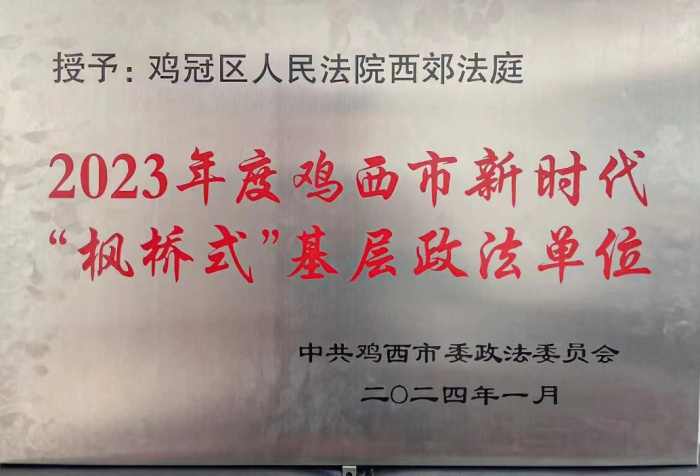 授予：鸡冠区人民法院西郊法庭
2023年度鸡西市新时代
“枫桥式”基层政法单位
中共鸡西市委政法委员会
二〇二四年一月